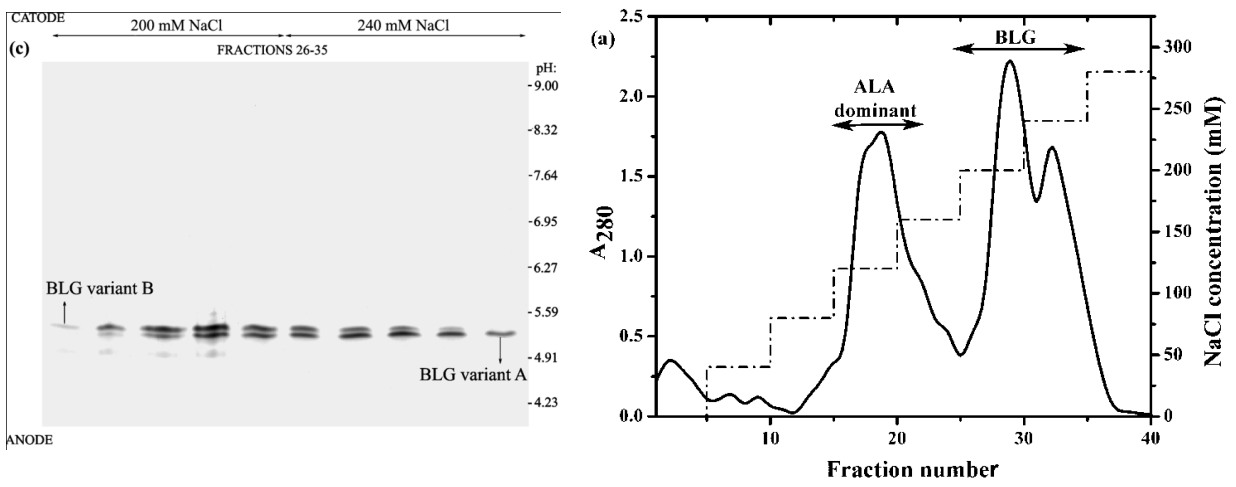 CATODE
200 mM NaCl 240 mM NaCl
(c)
FRACTIONS 26-35
pH:
9.00
8.32
7.64
6.95
6.27
BLG variant B
5.59
4.91
BLG variant A
4.23
ANODE
(a)
2.5
2.0
1.5
1.0
0.5
0.0
A280
ALA
dominant
BLG
300
250
200
150
100
50
0
NaCl concentration (mM)
10 20 30 40
Fraction number